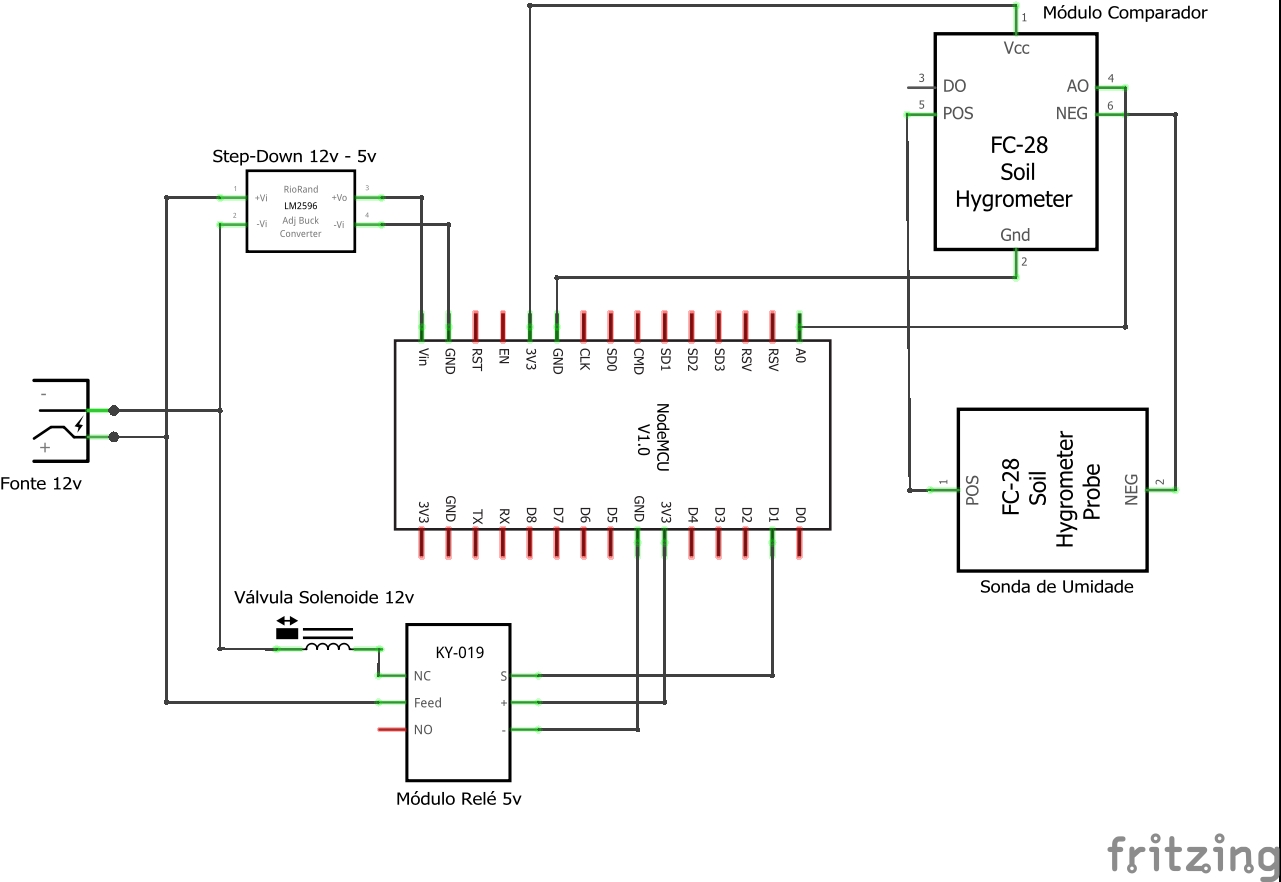 Módulo Comparador
1
Vcc
3
DO
AO
4
5
POS
NEG
6
FC-28
Soil
Hygrometer
Gnd
2
Step-Down 12v - 5v
1
+Vi
RioRand
+Vo
3
LM2596
2
-Vi
Adj Buck
-Vi
4
Converter
Vin
GND
RST
EN
3V3
GND
CLK
SD0
CMD
SD1
SD2
SD3
RSV
RSV
A0
NodeMCU
V1.0
3V3
GND
TX
RX
D8
D7
D6
D5
GND
3V3
D4
D3
D2
D1
D0
-
+
Fonte 12v
1
POS
FC-28
Soil
Hygrometer
Probe
NEG
2
Sonda de Umidade
Válvula Solenoide 12v
KY-019
NC
S
Feed
+
NO
-
Módulo Relé 5v
fritzing